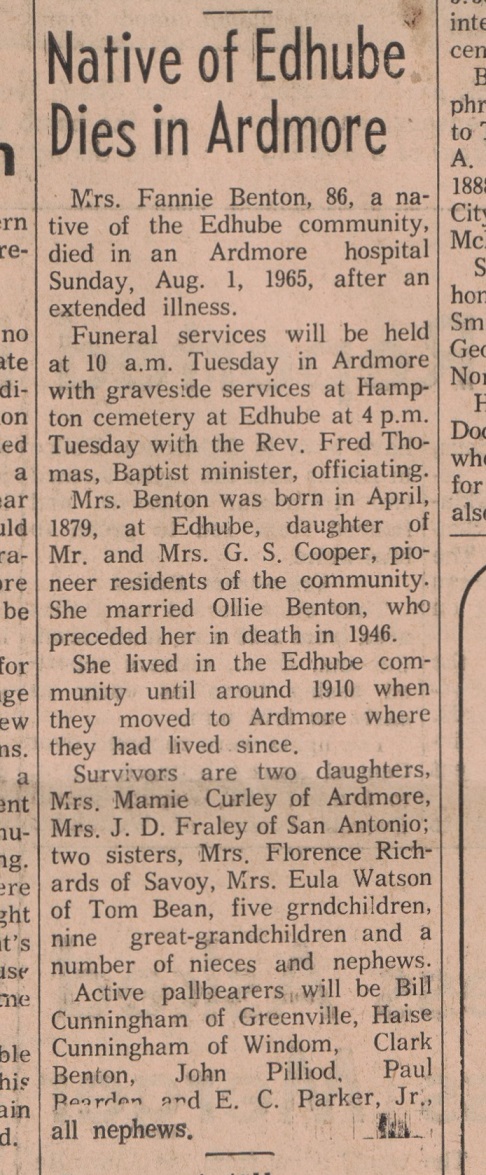 Native of Edhube
Dies in Ardmore
Mrs. Fannie Benton, 86, a na-
tive of the Edhube community,
died in an Ardmore hospital
Sunday, Aug. 1, 1965, after an
extended illness.
Funeral services will be held
at 10 a.m. Tuesday in Ardmore
with graveside services at Hamp-
ton cemetery at Edhube at 4 p.m.
Tuesday with the Rev. Fred Tho-
mas, Baptist minister, officiating.
Mrs. Benton was born in April,
1879, at Edhube, daughter of
Mr. and Mrs. G. S. Cooper, pio-
neer residents of the community.
She married Ollie Benton, who
preceded her in death in 1946.
She lived in the Edhube com-
munity until around 1910 when
they moved to Ardmore where
they had lived since.
Survivors are two daughters,
Mrs. Mamie Curley of Ardmore,
Mrs. J. D. Fraley of San Antonio;
two sisters, Mrs. Florence Rich-
ards of Savoy, Mrs. Eula Watson
of Tom Bean, five grndchildren,
nine great-grandchildren and a
number of nieces and nephews.
Active pallbearers will be Bill
Cunningham of Greenville, Haise
Cunningham of Windom, Clark
Benton, John Pilliod, Paul
Bearden and E. C. Parker, Jr.,
all nephews.